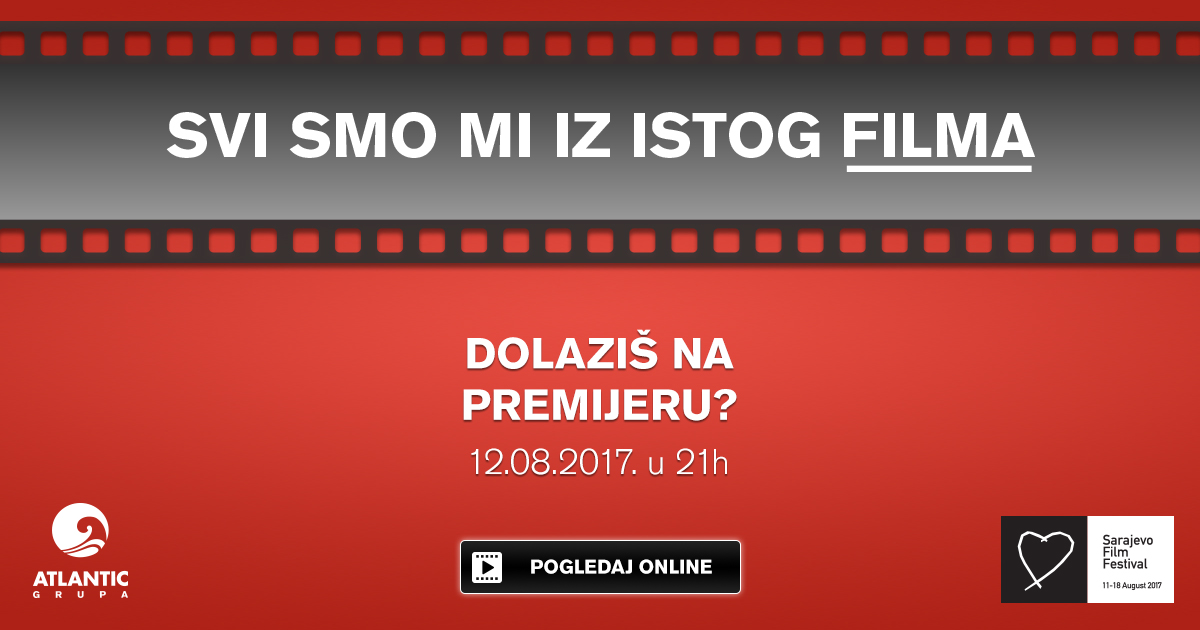 SVI SMO MI IZ ISTOG FILMA
DOLAZIŠ NA
PREMIJERU?
12.08.2017. u 21h
POGLEDAJ ONLINE
ATLANTIC
GRUPA
Sarajevo
Film
Festival
11-18 August 2017